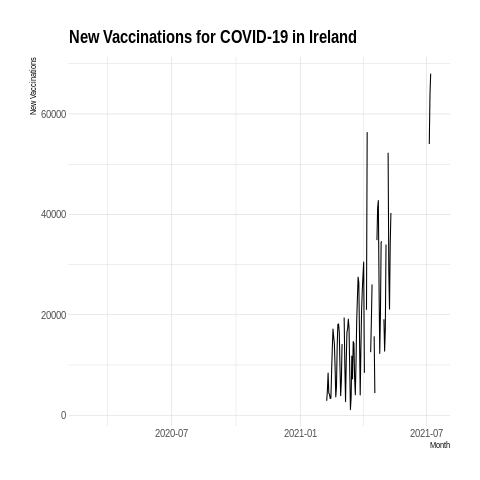 New Vaccinations for COVID-19 in Ireland
New Vaccinations
60000
40000
20000
0
2020-07
2021-01
2021-07
Month